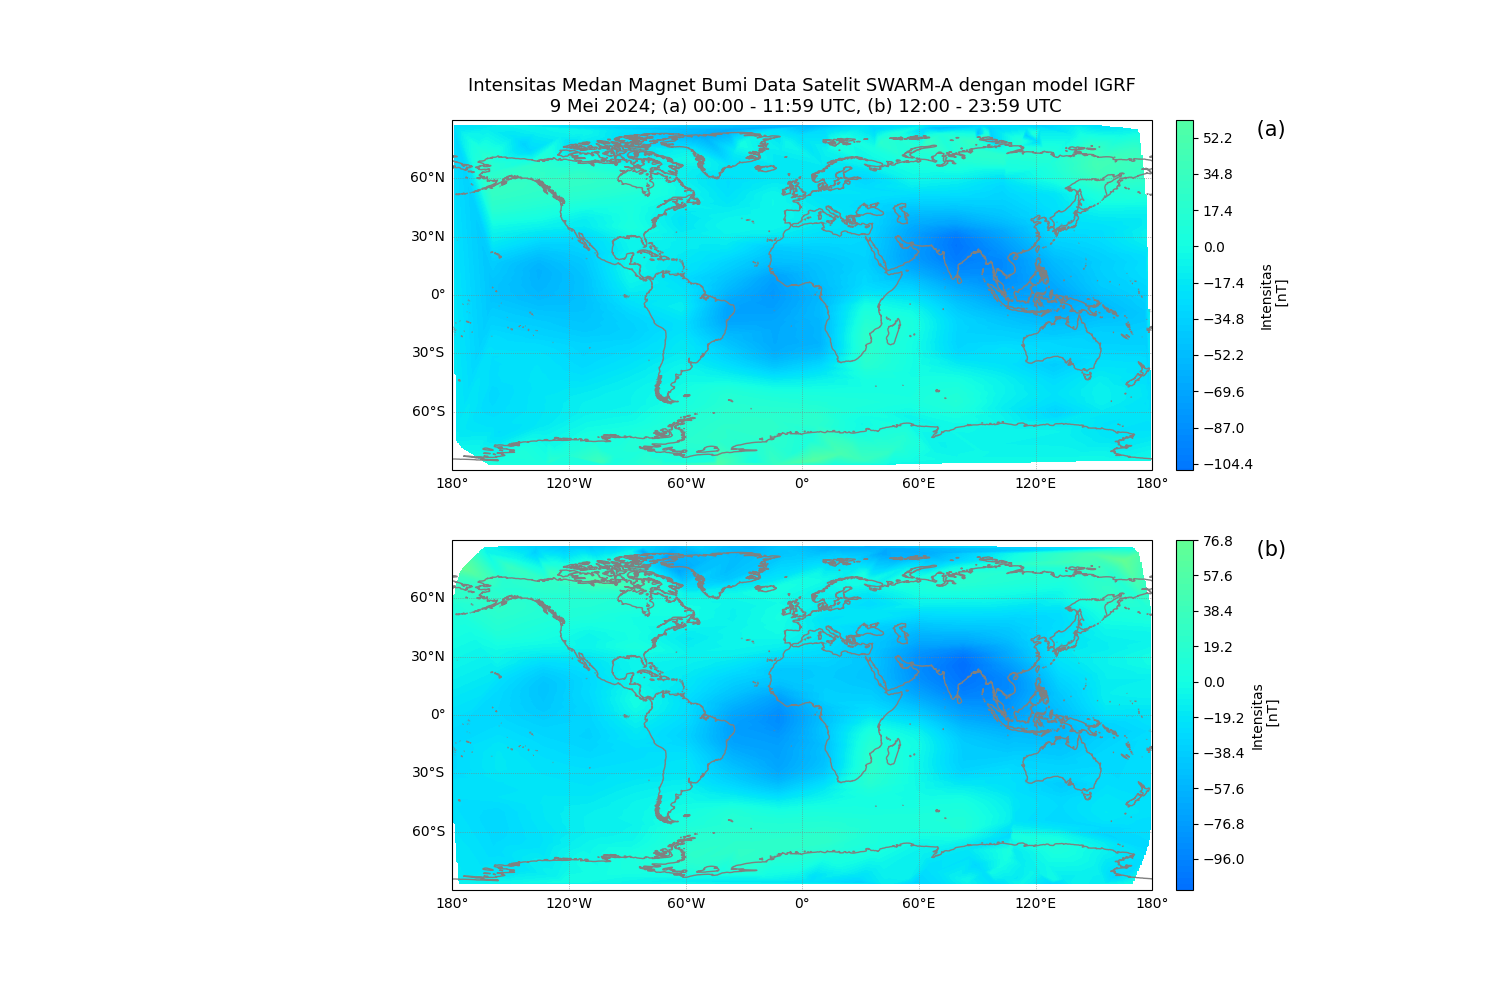 Intensitas Medan Magnet Bumi Data Satelit SWARM-A dengan model IGRF
9 Mei 2024; (a) 00:00 - 11:59 UTC, (b) 12:00 - 23:59 UTC
(a)
60°N
30°N
0°
30°S
60°S
180°
120°W
60°W
0°
60°E
120°E
180°
52.2
34.8
17.4
0.0
−17.4
−34.8
−52.2
−69.6
−87.0
−104.4
Intensitas
[nT]
(b)
60°N
30°N
0°
30°S
60°S
180°
120°W
60°W
0°
60°E
120°E
180°
76.8
57.6
38.4
19.2
0.0
−19.2
−38.4
−57.6
−76.8
−96.0
Intensitas
[nT]